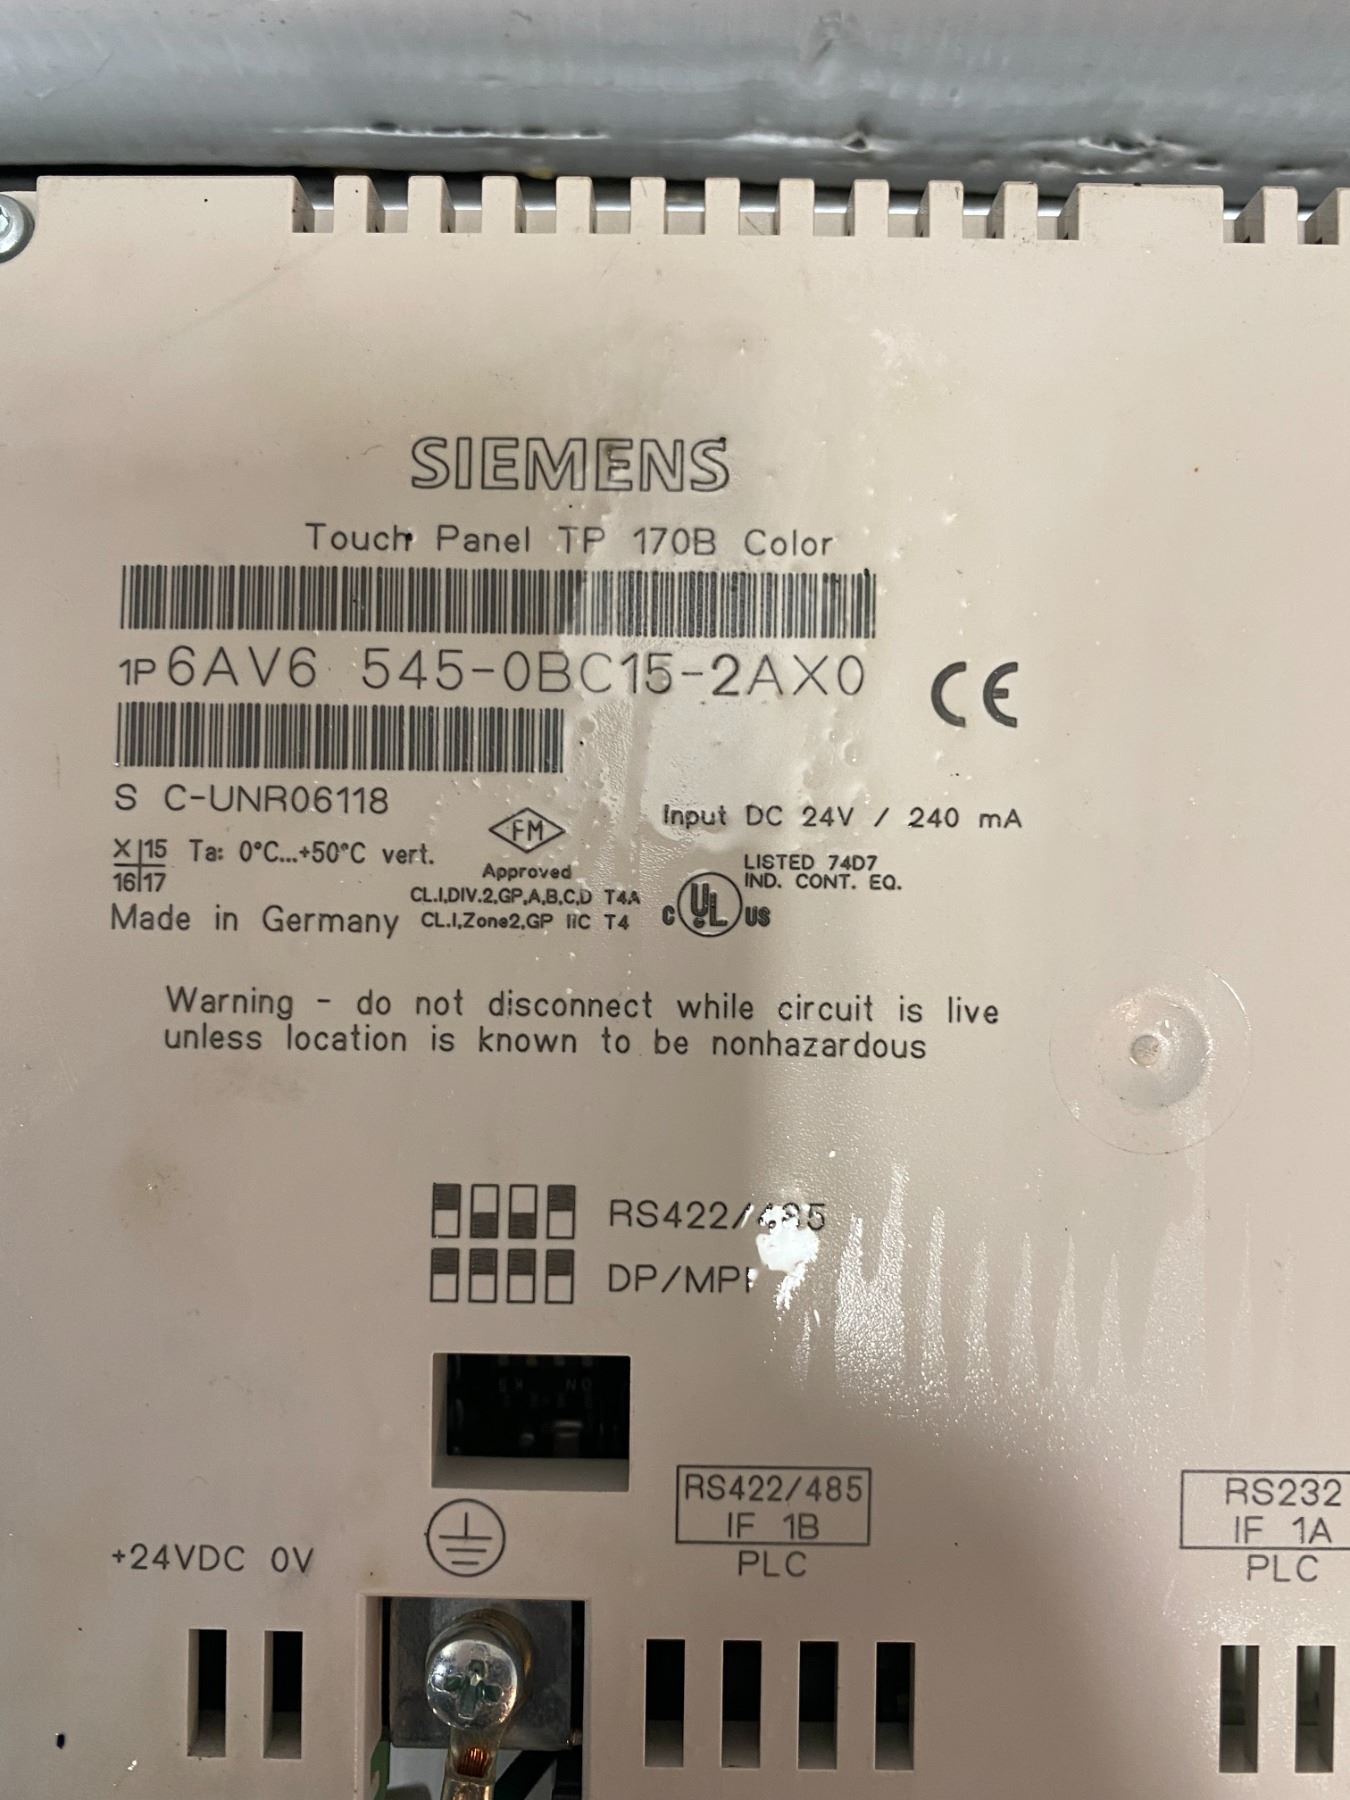 SIEMENS
Touch Panel TP 170B Color
1P 6AV6 545-0BC15-2AX0
CE
S C-UNR06118
FM
Input DC 24V / 240 mA
X 15
16 17
Ta: 0°C...+50°C vert.
Approved
LISTED 74D7
IND. CONT. EQ.
CL.I,DIV.2,GP,A,B,C,D T4A
C UL US
Made in Germany
CL.I,Zone2,GP IIC T4
Warning - do not disconnect while circuit is live
unless location is known to be nonhazardous
RS422/485
DP/MPI
RS422/485
IF 1B
PLC
RS232
IF 1A
PLC
+24VDC 0V